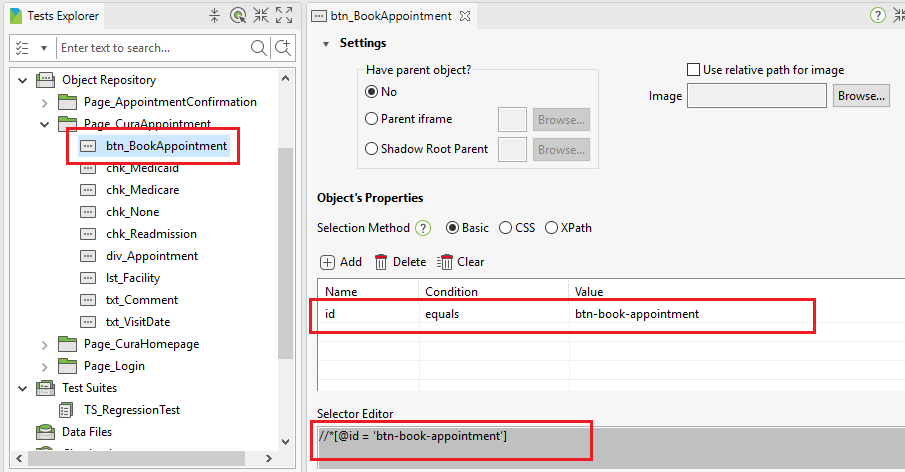 Tests Explorer
Enter text to search...
Object Repository
Page_AppointmentConfirmation
Page_CuraAppointment
btn_BookAppointment
chk_Medicaid
chk_Medicare
chk_None
chk_Readmission
div_Appointment
lst_Facility
txt_Comment
txt_VisitDate
Page_CuraHomepage
Page_Login
Test Suites
TS_RegressionTest
Data Files
btn_BookAppointment
Settings
Have parent object?
No
Parent iframe
Browse...
Shadow Root Parent
Browse...
Use relative path for image
Image
Browse...
Object's Properties
Selection Method ? Basic CSS XPath
Add Delete Clear
Name Condition Value
id equals btn-book-appointment
Selector Editor
//*[@id = 'btn-book-appointment']